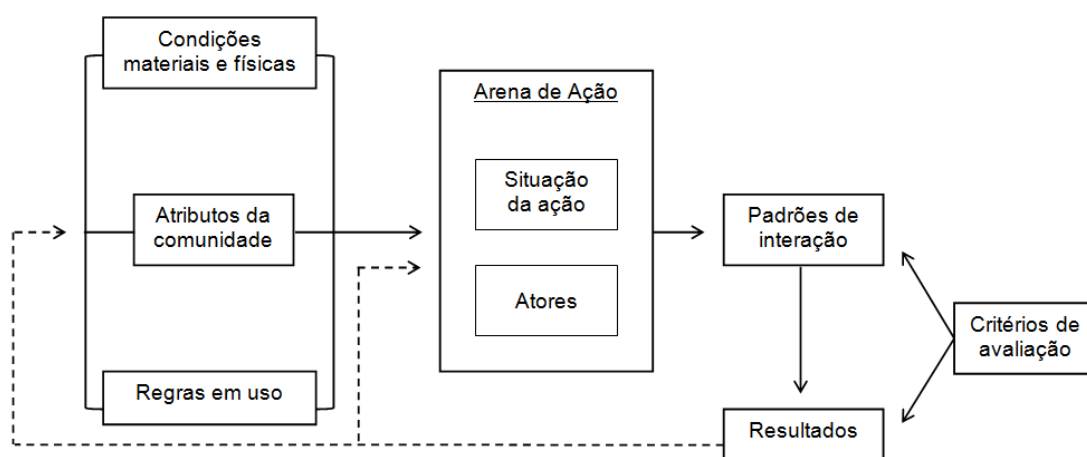 Condições
materiais e físicas
Atributos da
comunidade
Regras em uso
Arena de Ação
Situação
da ação
Atores
Padrões de
interação
Resultados
Critérios de
avaliação